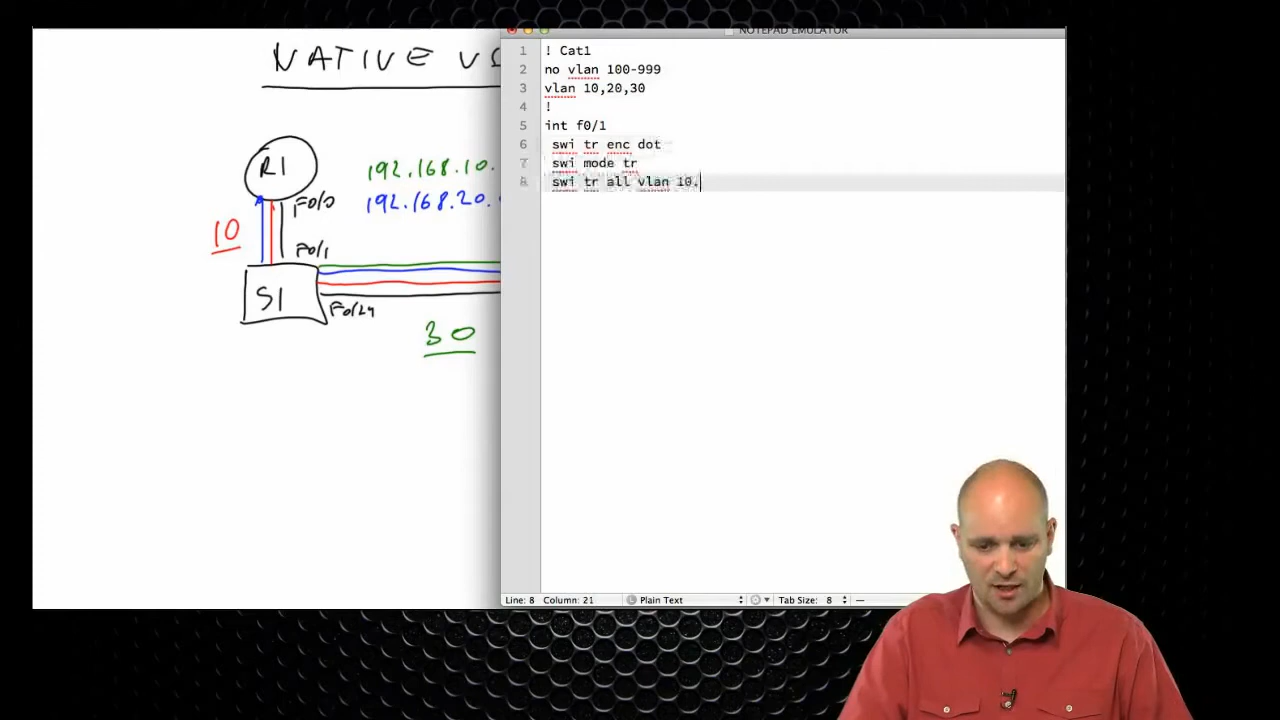 NATIVE
R1
192.168.10.
192.168.20.
F0/0
10
F0/1
S1
F0/24
30
NOTEPAD EMULATOR
1 ! Cat1
2 no vlan 100-999
3 vlan 10,20,30
4 !
5 int f0/1
6 swi tr enc dot
7 swi mode tr
8 swi tr all vlan 10.
Line: 8 Column: 21 L Plain Text Tab Size: 8 —